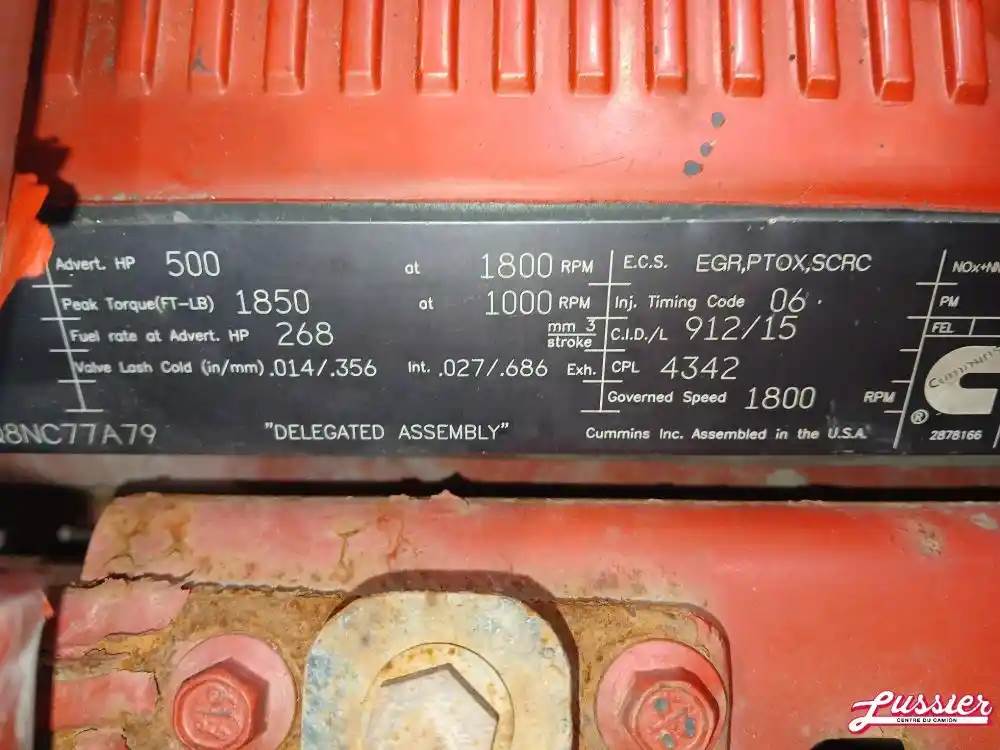 Advert. HP 500 at 1800 RPM
Peak Torque(FT-LB) 1850 at 1000 RPM
Fuel rate at Advert. HP 268 mm 3 stroke
Valve Lash Cold (in/mm) .014/.356 Int. .027/.686 Exh.
E.C.S. EGR,PTOX,SCRC
Inj. Timing Code 06
C.I.D./L 912/15
CPL 4342
Governed Speed 1800 RPM
PM
FEL
Cummins
®
8NC77A79 "DELEGATED ASSEMBLY" Cummins Inc. Assembled in the U.S.A. 2878166
Lussier
CENTRE DU CAMION